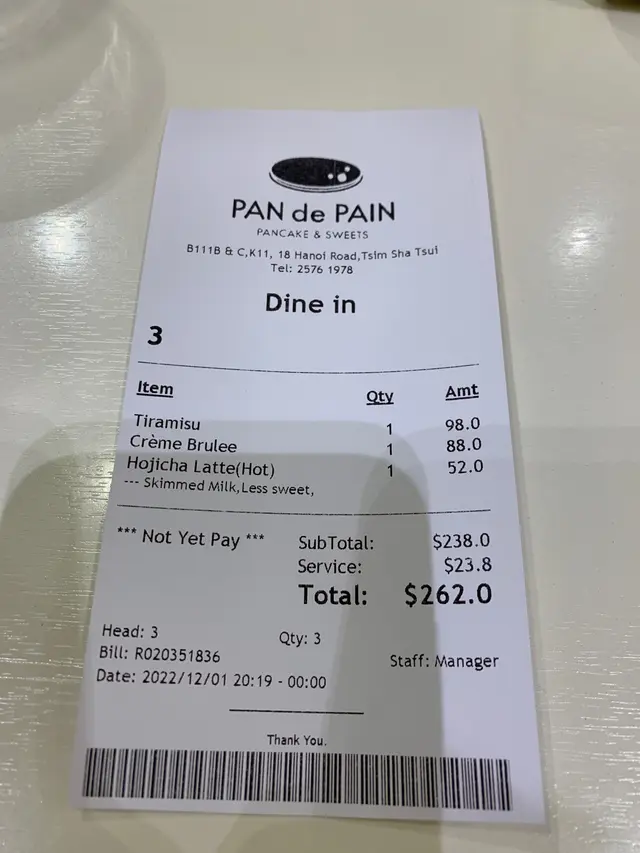 PAN de PAIN
PANCAKE & SWEETS
B111B & C,K11, 18 Hanoi Road,Tsim Sha Tsui
Tel: 2576 1978
Dine in
3
Item Qty Amt
Tiramisu 1 98.0
Crème Brulee 1 88.0
Hojicha Latte(Hot) 1 52.0
--- Skimmed Milk,Less sweet,
*** Not Yet Pay *** SubTotal: $238.0
Service: $23.8
Total: $262.0
Head: 3 Qty: 3
Bill: R020351836 Staff: Manager
Date: 2022/12/01 20:19 - 00:00
Thank You.